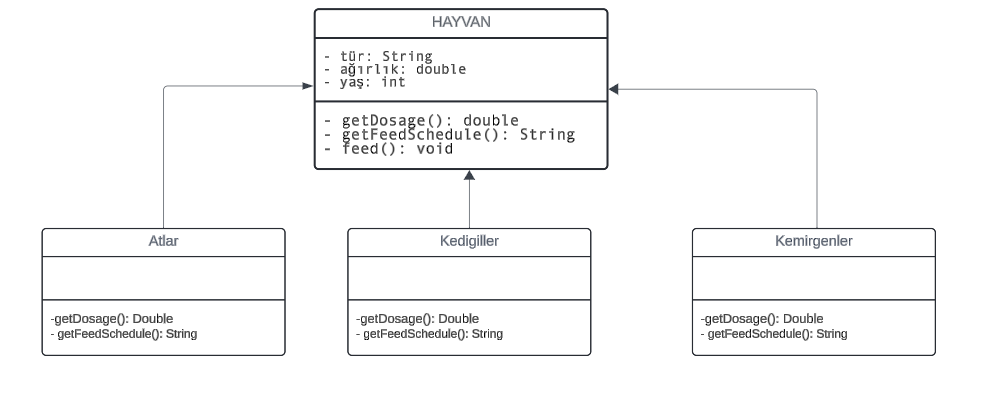 HAYVAN
- tür: String
- ağırlık: double
- yaş: int
- getDosage(): double
- getFeedSchedule(): String
- feed(): void
Atlar
-getDosage(): Double
- getFeedSchedule(): String
Kedigiller
-getDosage(): Double
- getFeedSchedule(): String
Kemirgenler
-getDosage(): Double
- getFeedSchedule(): String